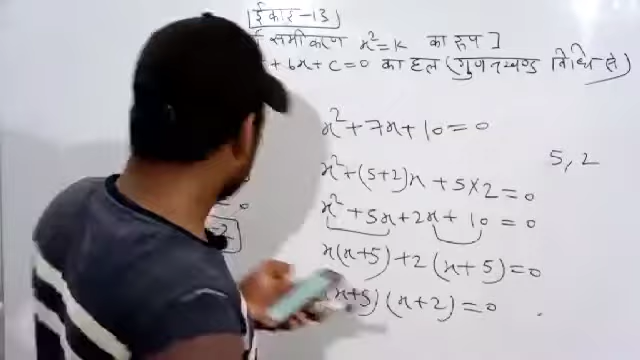 ईकाई-13
समीकरण x²=k का रूप ]
+ bx + c = 0 का हल (गुणनखण्ड विधि से)
x² + 7x + 10 = 0
5, 2
x² + (5+2)x + 5×2 = 0
x² + 5x + 2x + 10 = 0
x(x+5) + 2(x+5) = 0
(x+5)(x+2) = 0